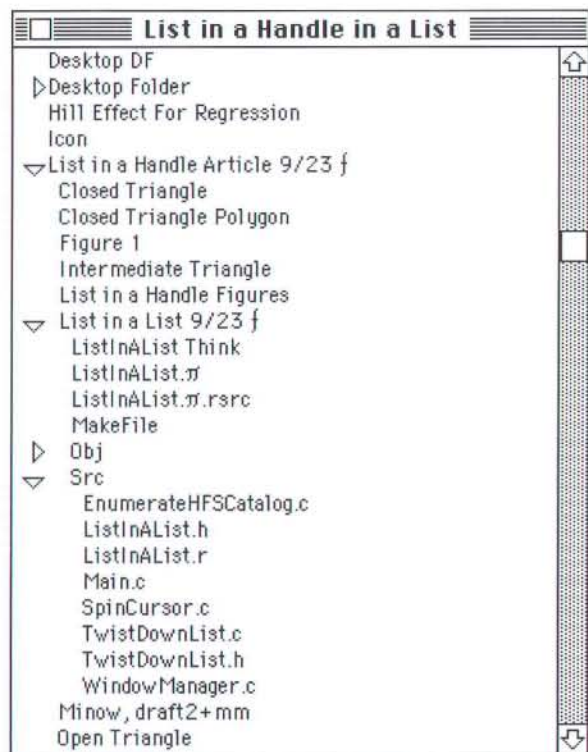 List in a Handle in a List
Desktop DF
Desktop Folder
Hill Effect For Regression
Icon
List in a Handle Article 9/23 ƒ
Closed Triangle
Closed Triangle Polygon
Figure 1
Intermediate Triangle
List in a Handle Figures
List in a List 9/23 ƒ
ListInAList Think
ListInAList.π
ListInAList.π.rsrc
MakeFile
Obj
Src
EnumerateHFSCatalog.c
ListInAList.h
ListInAList.r
Main.c
SpinCursor.c
TwistDownList.c
TwistDownList.h
WindowManager.c
Minow, draft2+mm
Open Triangle